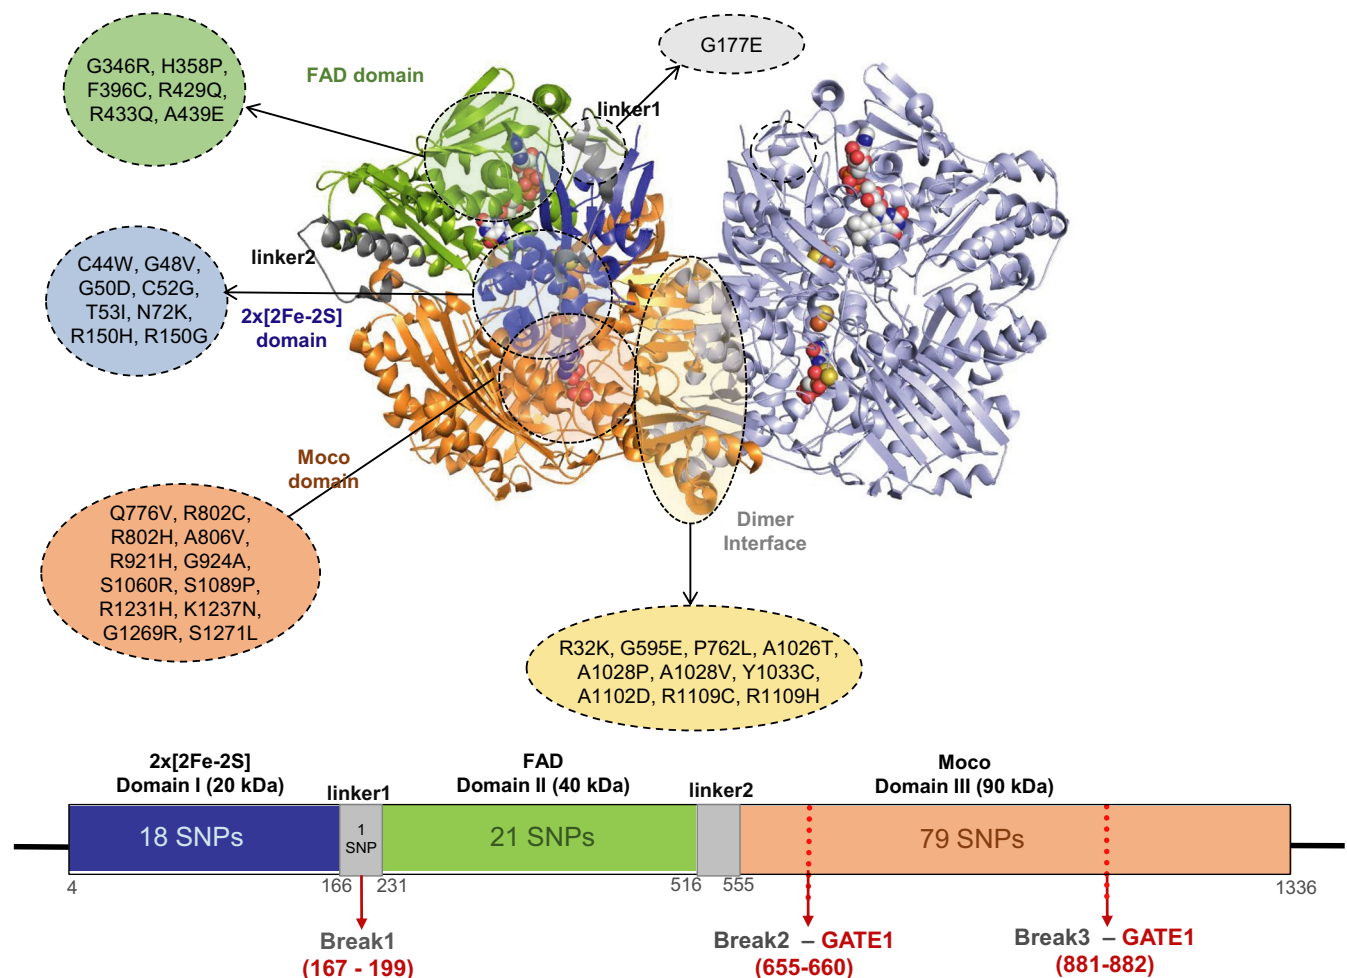 G177E
G346R, H358P,
F396C, R429Q,
R433Q, A439E
FAD domain
linker1
linker2
C44W, G48V,
G50D, C52G,
T53I, N72K,
R150H, R150G
2x[2Fe-2S]
domain
Moco
domain
Q776V, R802C,
R802H, A806V,
R921H, G924A,
S1060R, S1089P,
R1231H, K1237N,
G1269R, S1271L
Dimer
Interface
R32K, G595E, P762L, A1026T,
A1028P, A1028V, Y1033C,
A1102D, R1109C, R1109H
2x[2Fe-2S]
Domain I (20 kDa)
linker1
FAD
Domain II (40 kDa)
linker2
Moco
Domain III (90 kDa)
18 SNPs
1
SNP
21 SNPs
79 SNPs
4
166
231
516
555
1336
Break1
(167 - 199)
Break2 – GATE1
(655-660)
Break3 – GATE1
(881-882)